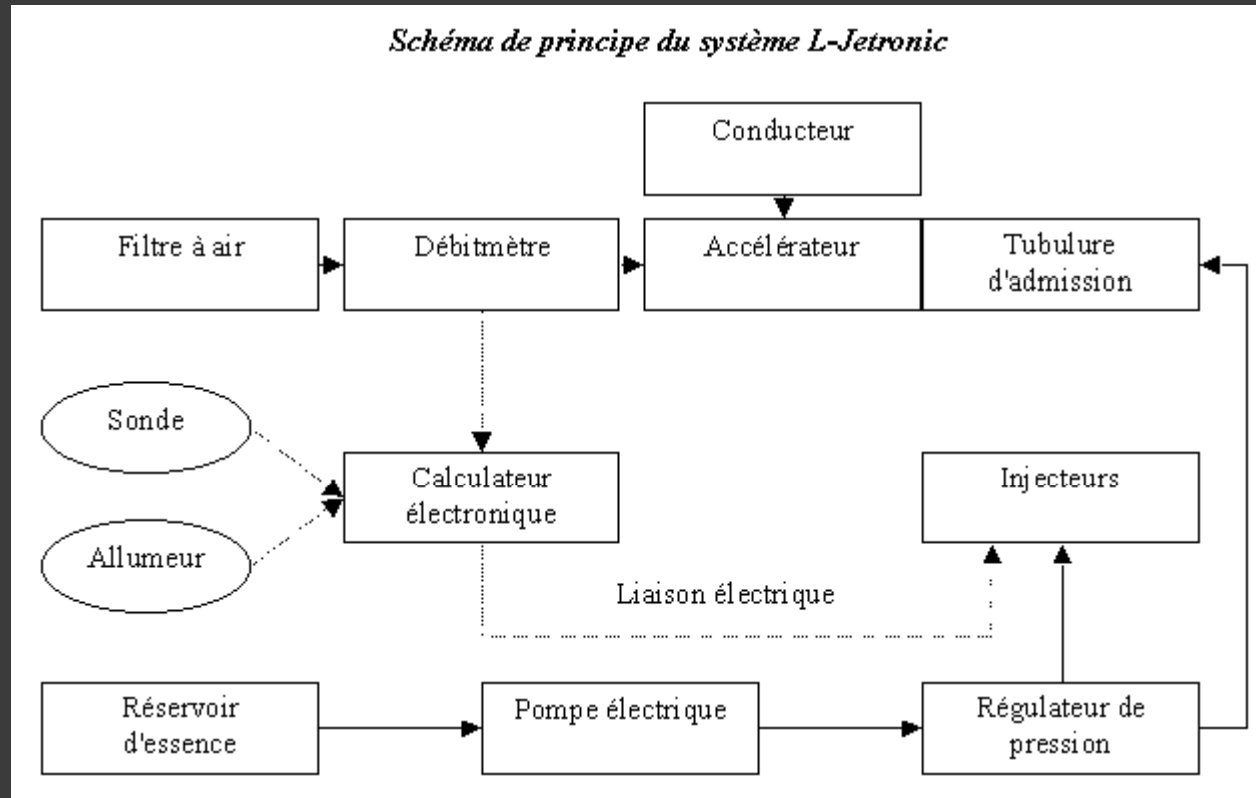 Schéma de principe du système L-Jetronic
Conducteur
Filtre à air
Débitmètre
Accélérateur
Tubulure
d'admission
Sonde
Allumeur
Calculateur
électronique
Injecteurs
Liaison électrique
Réservoir
d'essence
Pompe électrique
Régulateur de
pression